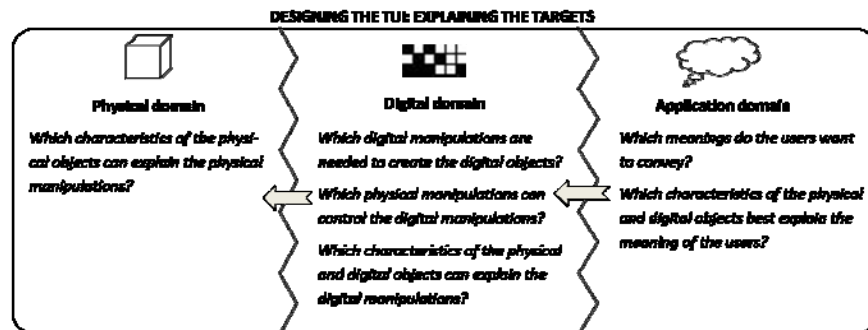 DESIGNING THE TUI: EXPLAINING THE TARGETS
Physical domain
Which characteristics of the physi-
cal objects can explain the physical
manipulations?
Digital domain
Which digital manipulations are
needed to create the digital objects?
Which physical manipulations can
control the digital manipulations?
Which characteristics of the physical
and digital objects can explain the
digital manipulations?
Application domain
Which meanings do the users want
to convey?
Which characteristics of the physical
and digital objects best explain the
meaning of the users?